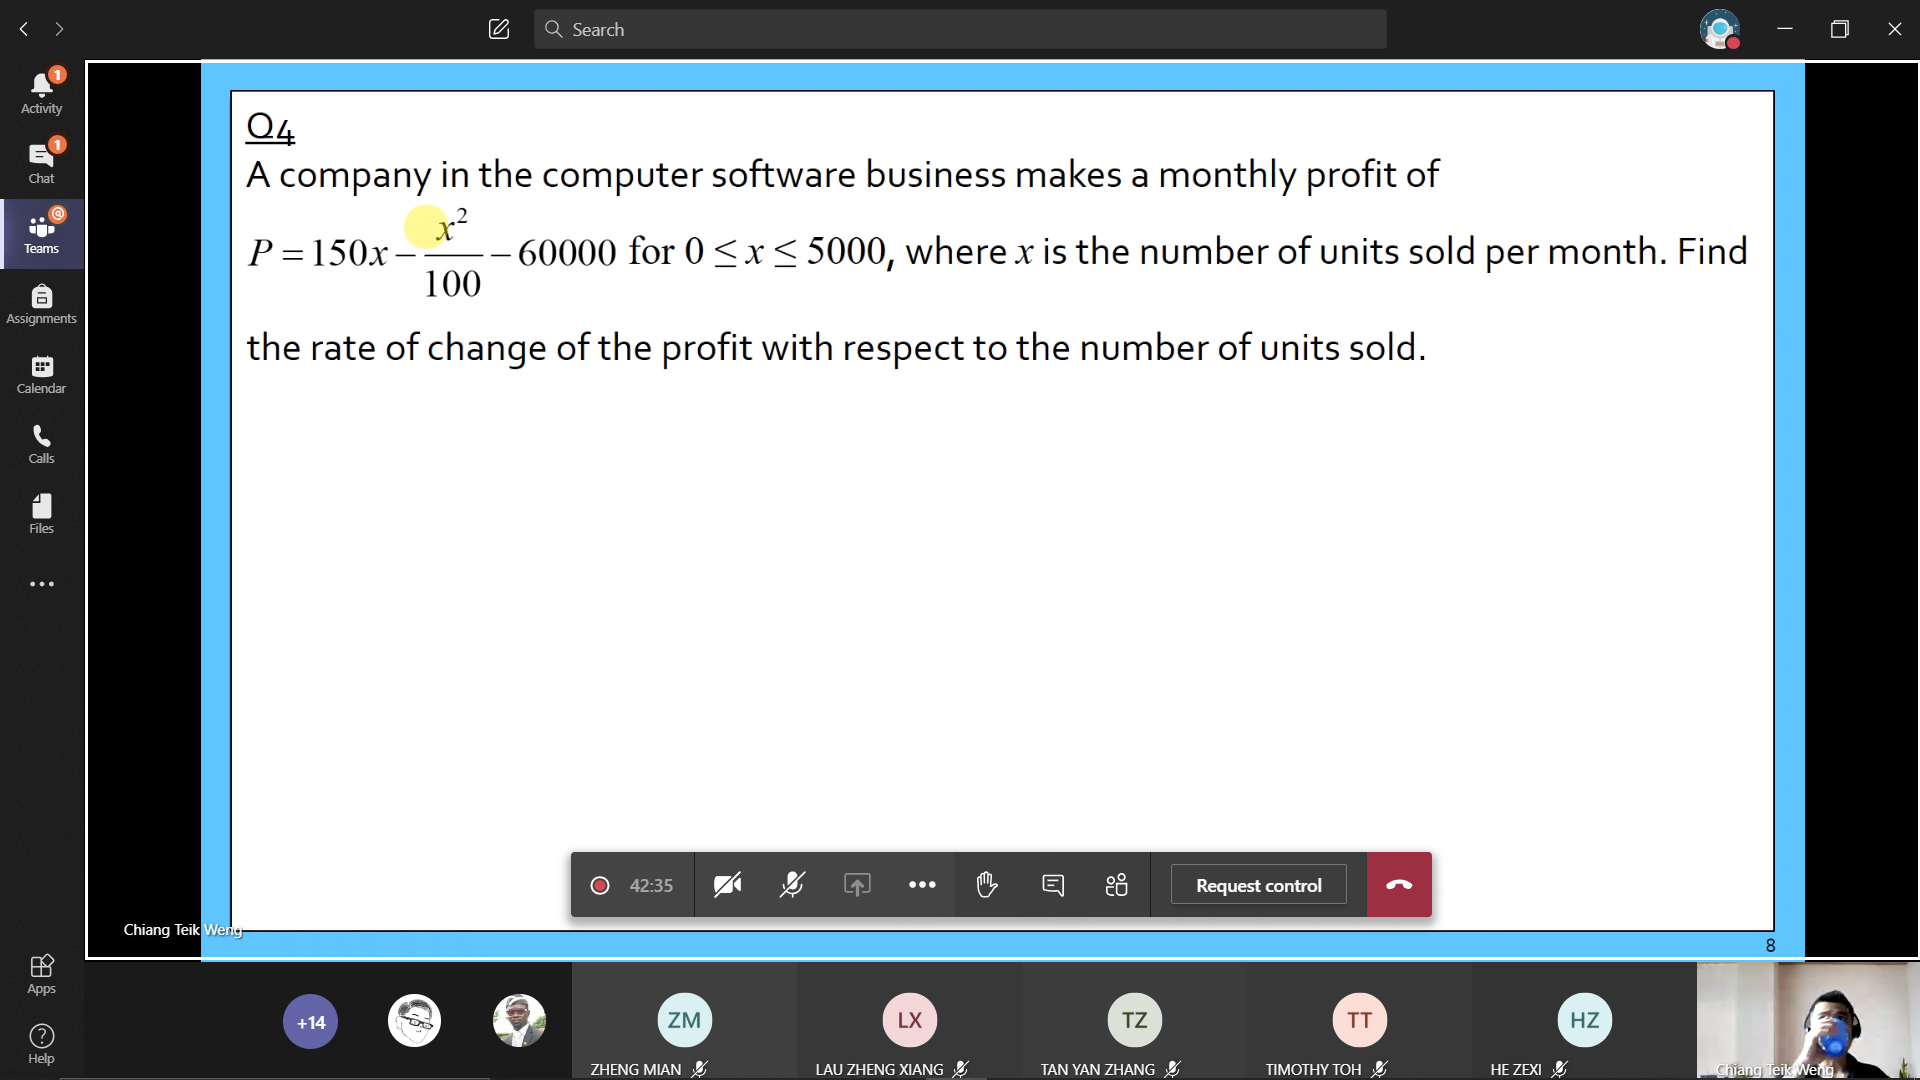 Search
1
Activity
1
Chat
@
Teams
Assignments
Calendar
Calls
Files
Apps
Help
Q4
A company in the computer software business makes a monthly profit of
P = 150x − x²/100 − 60000 for 0 ≤ x ≤ 5000, where x is the number of units sold per month. Find
the rate of change of the profit with respect to the number of units sold.
42:35
Request control
Chiang Teik Weng
8
+14
ZM
LX
TZ
TT
HZ
ZHENG MIAN
LAU ZHENG XIANG
TAN YAN ZHANG
TIMOTHY TOH
HE ZEXI
Chiang Teik Weng